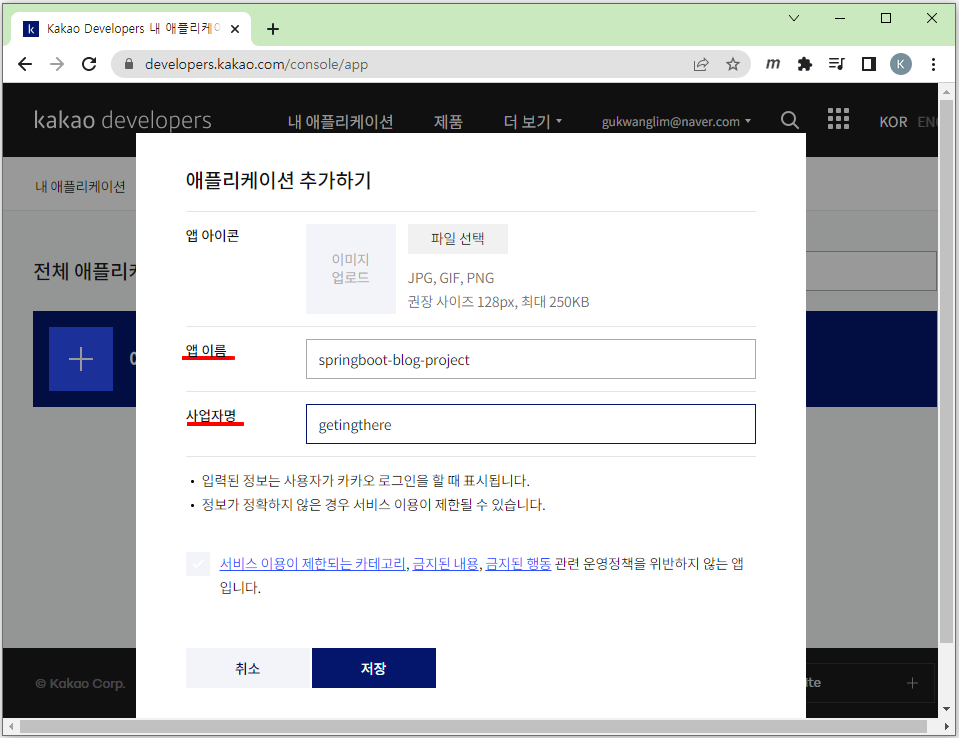 k Kakao Developers 내 애플리케이
developers.kakao.com/console/app
m
K
kakao developers 내 애플리케이션 제품 더 보기 gukwanglim@naver.com KOR ENG
내 애플리케이션
애플리케이션 추가하기
전체 애플리케
앱 아이콘
이미지
업로드
파일 선택
JPG, GIF, PNG
권장 사이즈 128px, 최대 250KB
앱 이름
springboot-blog-project
사업자명
getingthere
• 입력된 정보는 사용자가 카카오 로그인을 할 때 표시됩니다.
• 정보가 정확하지 않은 경우 서비스 이용이 제한될 수 있습니다.
서비스 이용이 제한되는 카테고리, 금지된 내용, 금지된 행동 관련 운영정책을 위반하지 않는 앱
입니다.
취소
저장
© Kakao Corp.
ite